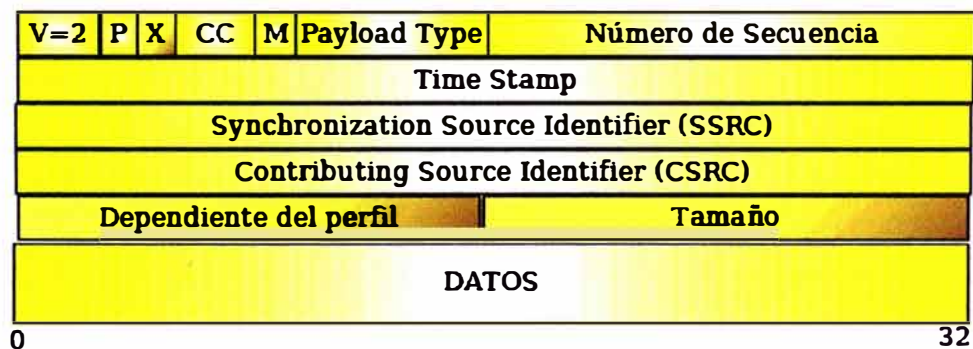 V=2 P X CC M Payload Type Número de Secuencia
Time Stamp
Synchronization Source Identifier (SSRC)
Contributing Source Identifier (CSRC)
Dependiente del perfil Tamaño
DATOS
0 32